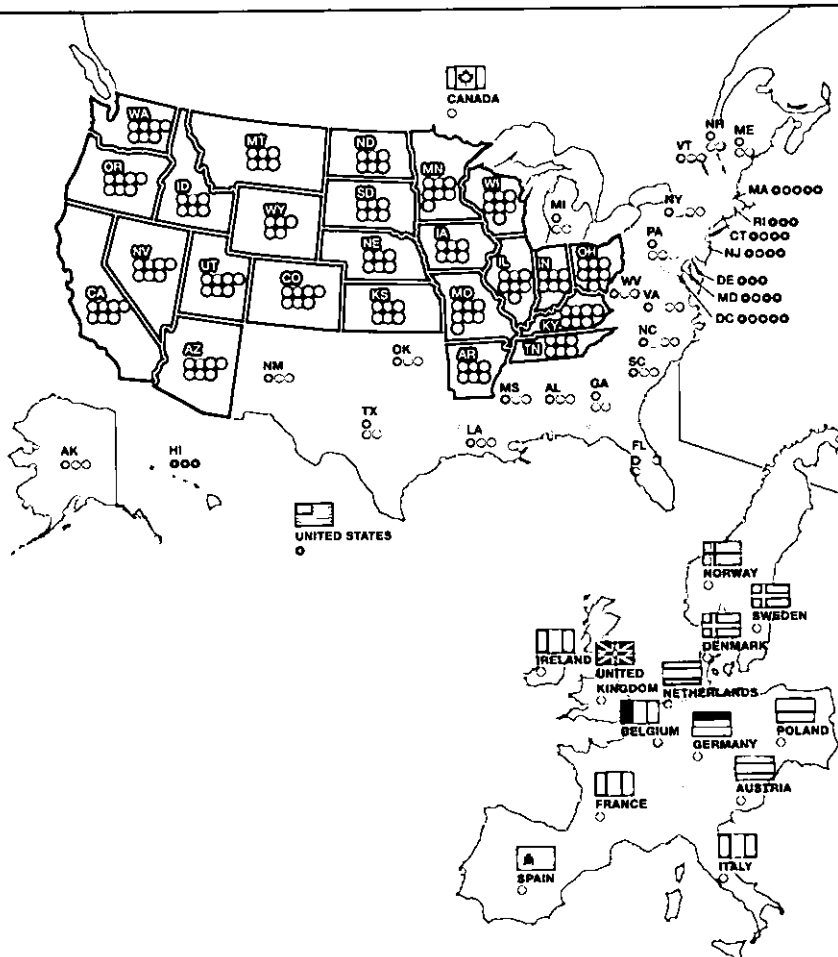 CANADA
WA
MT
ND
MN
OR
ID
SD
WI
WY
MI
NH
ME
VT
NY
MA
RI
CT
NJ
PA
DE
MD
DC
IA
NE
NV
UT
CO
CA
IL
IN
OH
WV
VA
KS
MO
KY
NC
TN
AZ
NM
OK
AR
SC
MS
AL
GA
TX
LA
FL
AK
HI
UNITED STATES
NORWAY
SWEDEN
DENMARK
IRELAND
UNITED
KINGDOM
NETHERLANDS
BELGIUM
GERMANY
POLAND
AUSTRIA
FRANCE
ITALY
SPAIN